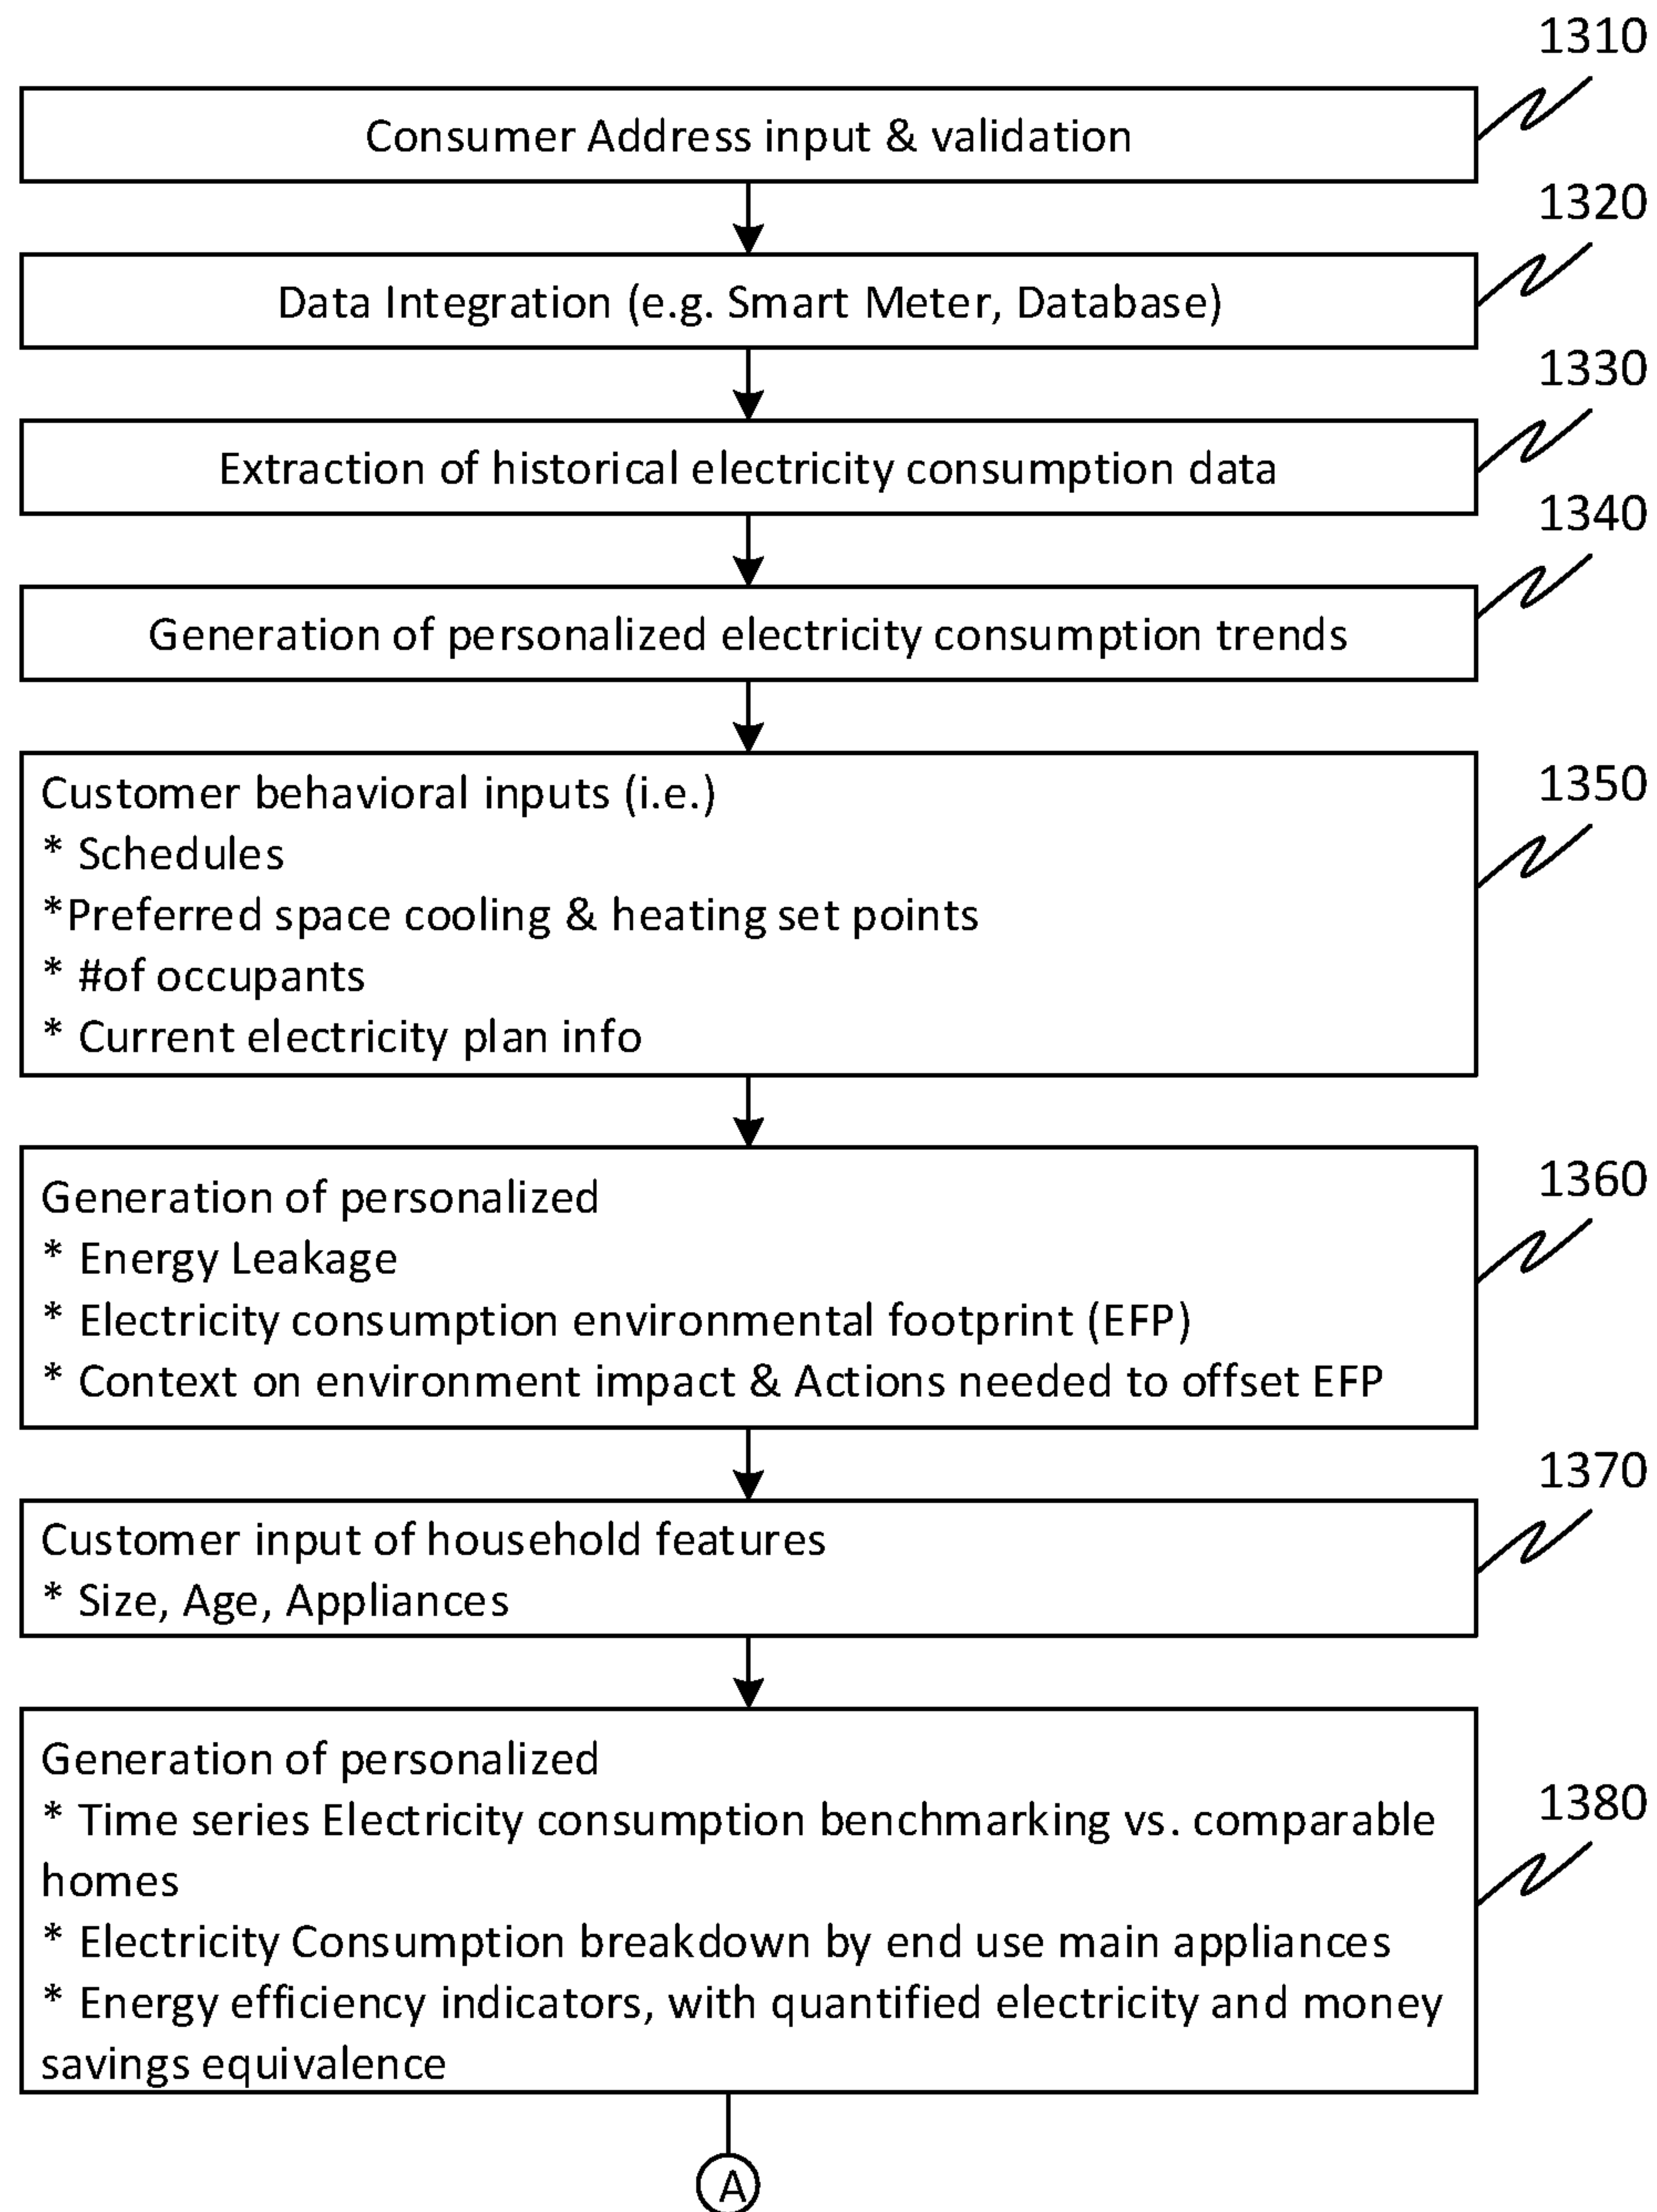 1310
Consumer Address input & validation
1320
Data Integration (e.g. Smart Meter, Database)
1330
Extraction of historical electricity consumption data
1340
Generation of personalized electricity consumption trends
1350
Customer behavioral inputs (i.e.)
* Schedules
*Preferred space cooling & heating set points
* #of occupants
* Current electricity plan info
1360
Generation of personalized
* Energy Leakage
* Electricity consumption environmental footprint (EFP)
* Context on environment impact & Actions needed to offset EFP
1370
Customer input of household features
* Size, Age, Appliances
1380
Generation of personalized
* Time series Electricity consumption benchmarking vs. comparable
homes
* Electricity Consumption breakdown by end use main appliances
* Energy efficiency indicators, with quantified electricity and money
savings equivalence
A